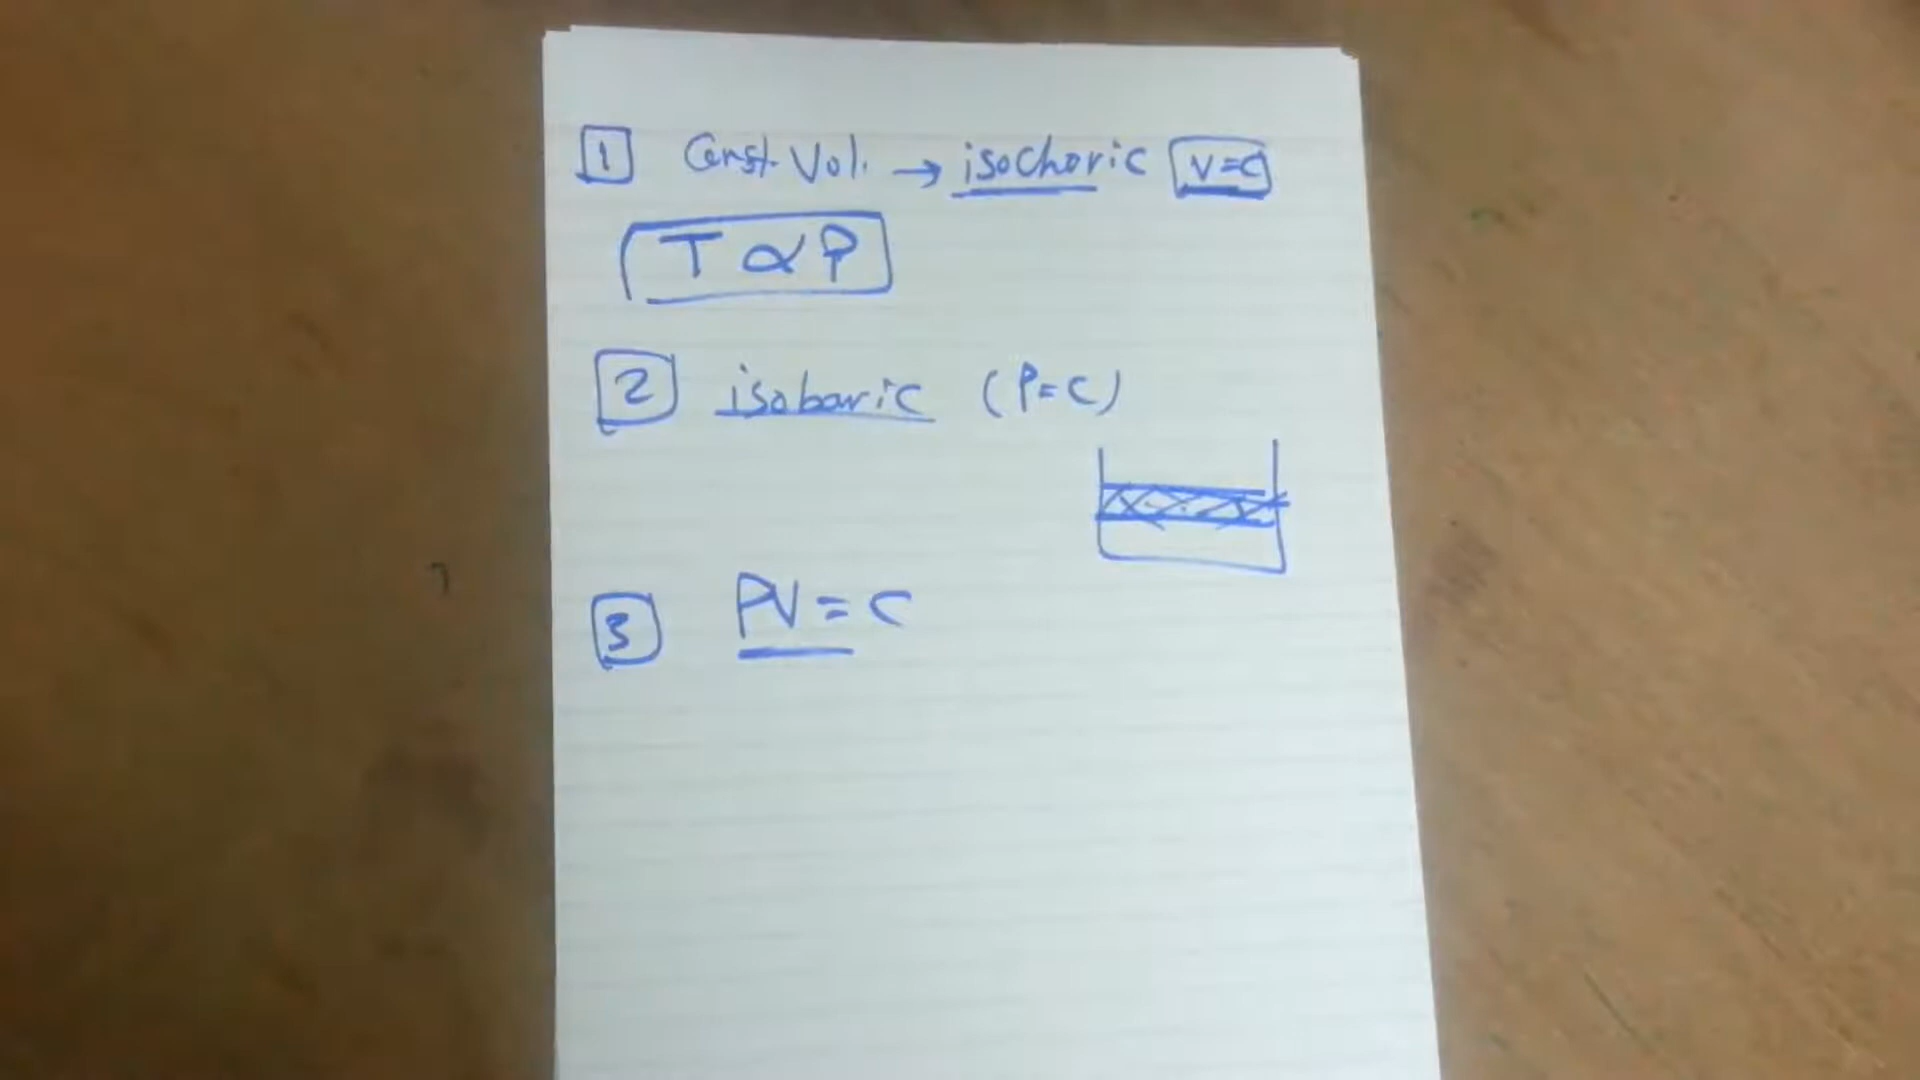 1 Const. Vol. → isochoric V=C
T ∝ P
2 isobaric (P=C)
3 PV = C